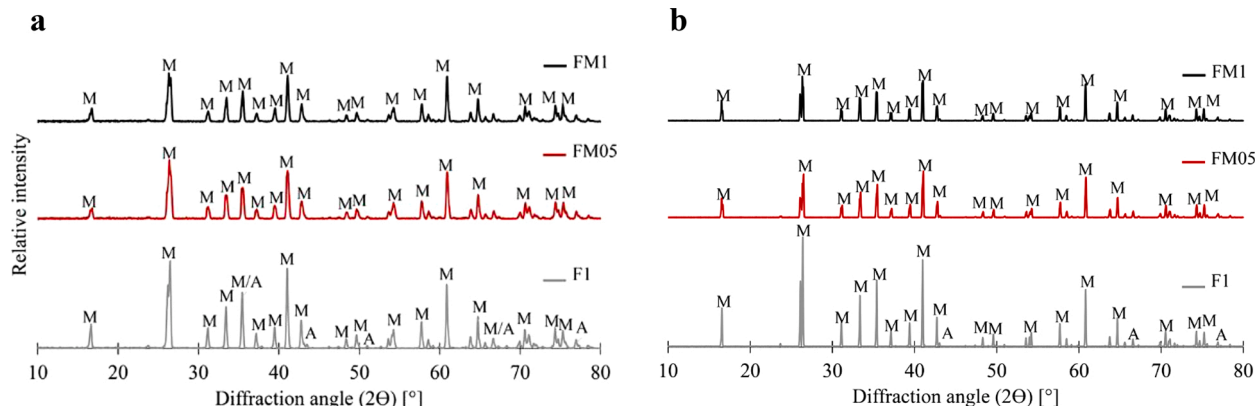 a
Relative intensity
FM1
M M M M M M M M M M M M M M M M M M
FM05
M M M M M M M M M M M M M M M M M M
F1
M M M M/A M M M M A M M A M M M M M/A M M M A
10 20 30 40 50 60 70 80
Diffraction angle (2Θ) [°]
b
FM1
M M M M M M M M M M M M M M M M M M
FM05
M M M M M M M M M M M M M M M M M M
F1
M M M M M M M M A M M M M M M A M M M A
10 20 30 40 50 60 70 80
Diffraction angle (2Θ) [°]